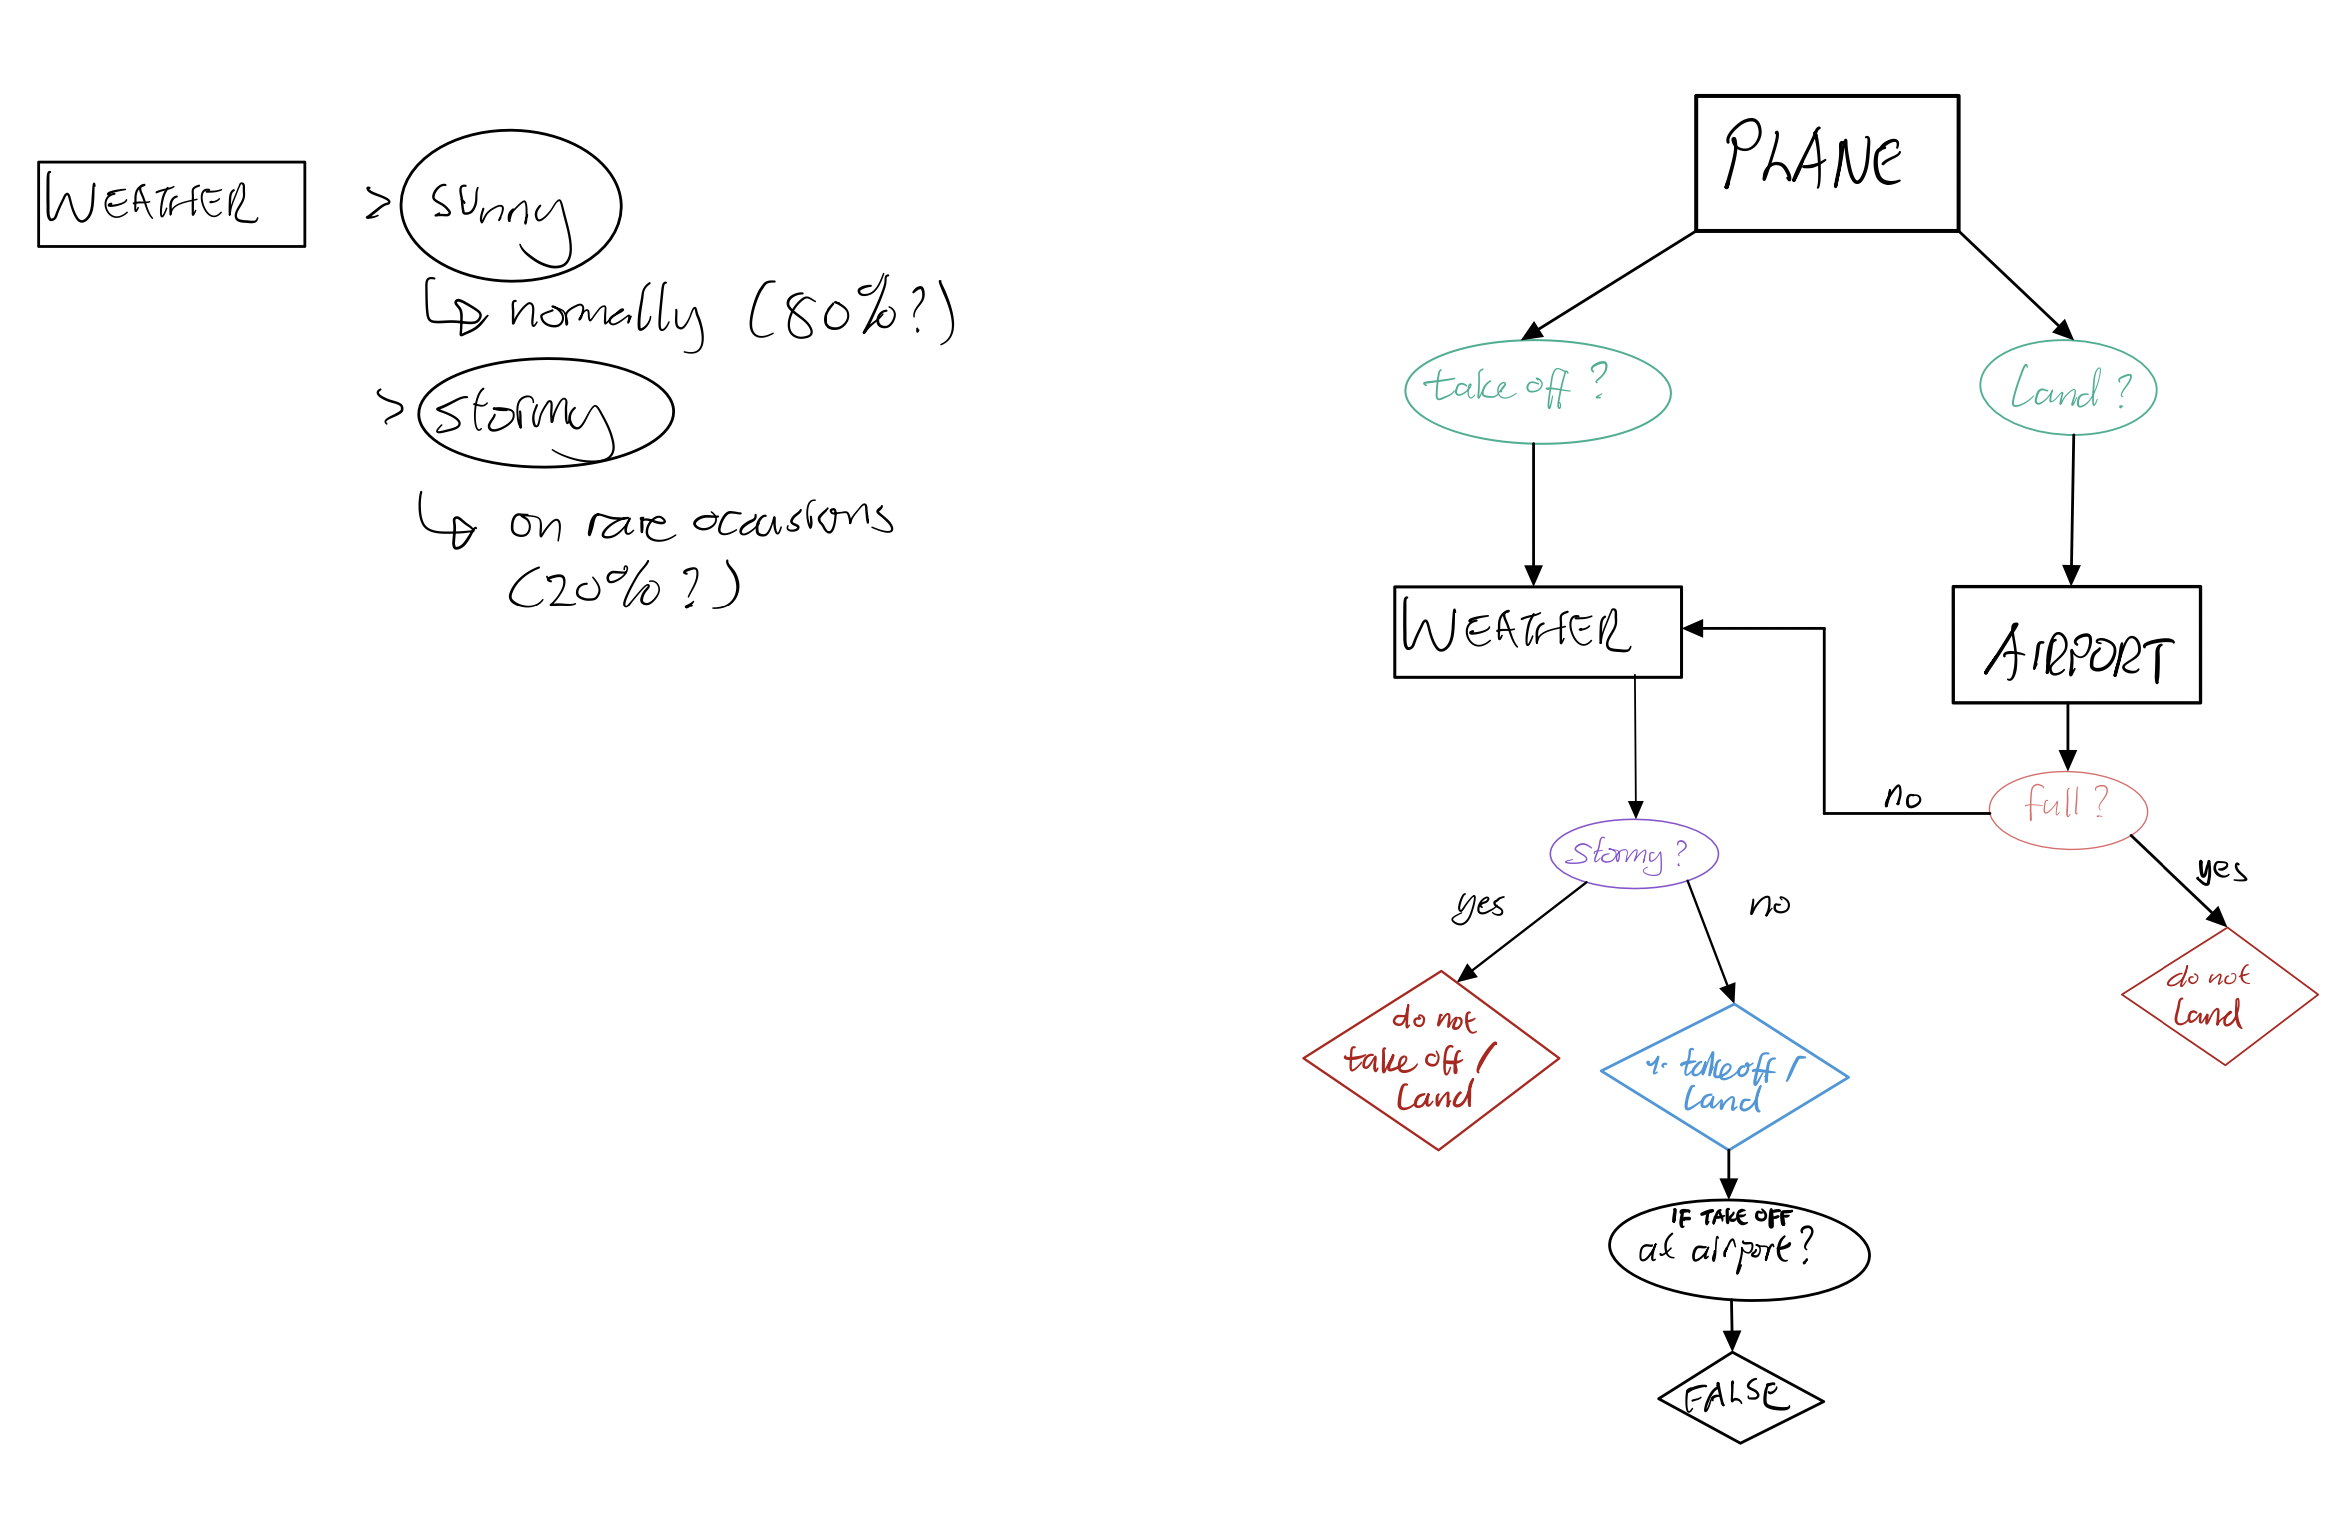 WEATHER
> sunny
normally (80%?)
> stormy
on rare occasions
(20%?)
PLANE
take off?
Land?
WEATHER
AIRPORT
full?
no
yes
stormy?
yes
no
do not
Land
do not
take off /
Land
takeoff /
Land
IF TAKE OFF
at airport?
FALSE